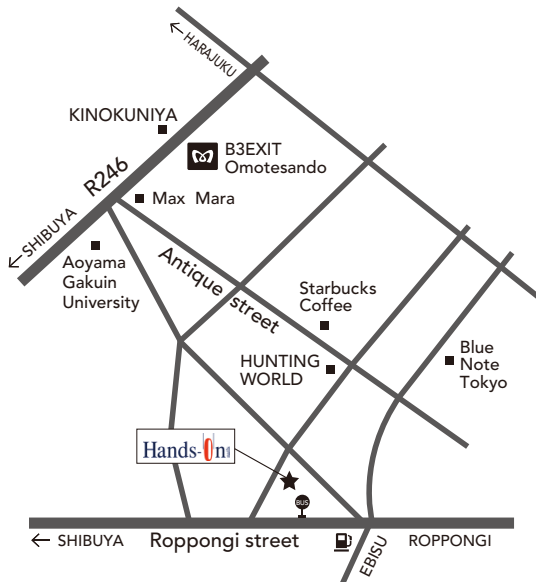 ← HARAJUKU
KINOKUNIYA
B3EXIT
Omotesando
R246
Max Mara
← SHIBUYA
Aoyama
Gakuin
University
Antique street
Starbucks
Coffee
HUNTING
WORLD
Blue
Note
Tokyo
Hands-On
BUS
← SHIBUYA
Roppongi street
ROPPONGI
EBISU